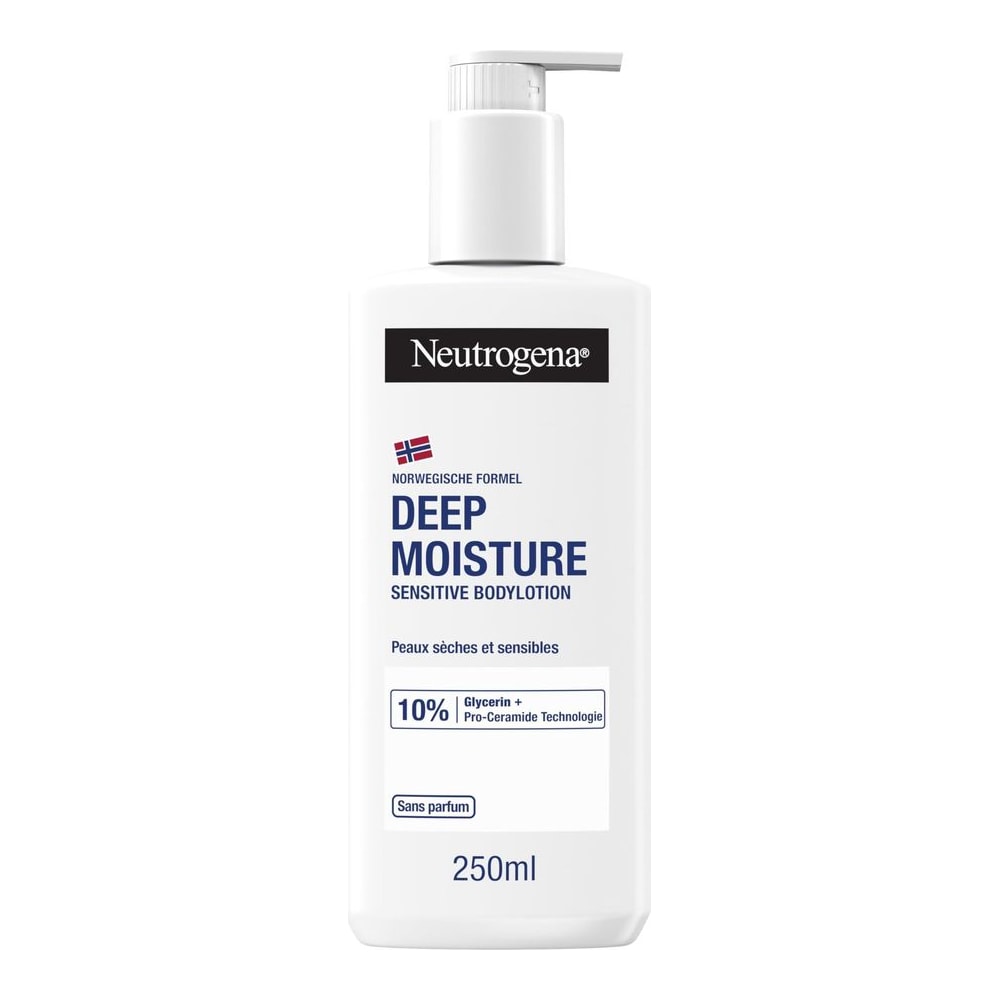 Neutrogena®
NORWEGISCHE FORMEL
DEEP
MOISTURE
SENSITIVE BODYLOTION
Peaux sèches et sensibles
10% Glycerin +
Pro-Ceramide Technologie
Sans parfum
250ml